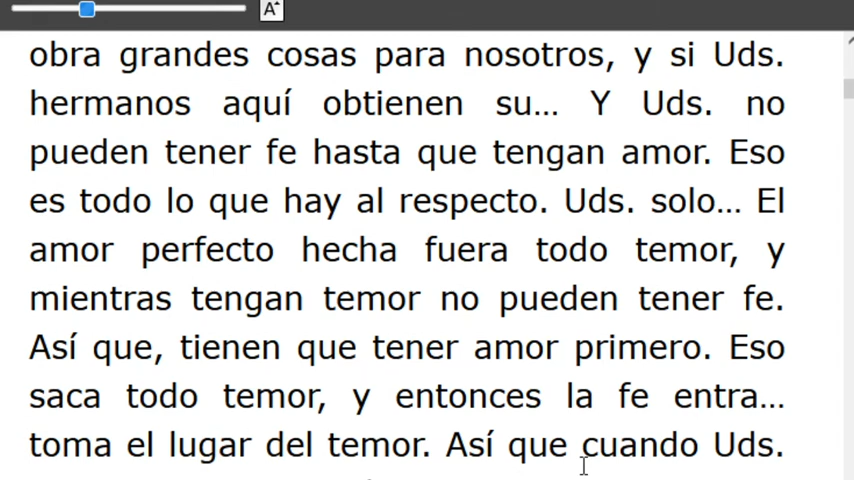 A
obra grandes cosas para nosotros, y si Uds.
hermanos aquí obtienen su... Y Uds. no
pueden tener fe hasta que tengan amor. Eso
es todo lo que hay al respecto. Uds. solo... El
amor perfecto hecha fuera todo temor, y
mientras tengan temor no pueden tener fe.
Así que, tienen que tener amor primero. Eso
saca todo temor, y entonces la fe entra...
toma el lugar del temor. Así que cuando Uds.